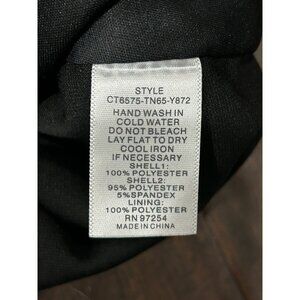 STYLE
CT6575-TN65-Y872
HAND WASH IN
COLD WATER
DO NOT BLEACH
LAY FLAT TO DRY
COOL IRON
IF NECESSARY
SHELL1:
100% POLYESTER
SHELL2:
95% POLYESTER
5%SPANDEX
LINING:
100% POLYESTER
RN 97254
MADE IN CHINA